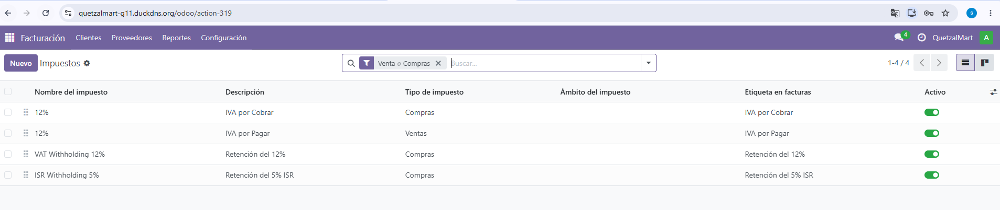 quetzalmart-g11.duckdns.org/odoo/action-319
S
Facturación Clientes Proveedores Reportes Configuración 4 QuetzalMart A
Nuevo Impuestos Venta o Compras Buscar... 1-4 / 4
Nombre del impuesto Descripción Tipo de impuesto Ámbito del impuesto Etiqueta en facturas Activo
12% IVA por Cobrar Compras IVA por Cobrar
12% IVA por Pagar Ventas IVA por Pagar
VAT Withholding 12% Retención del 12% Compras Retención del 12%
ISR Withholding 5% Retención del 5% ISR Compras Retención del 5% ISR